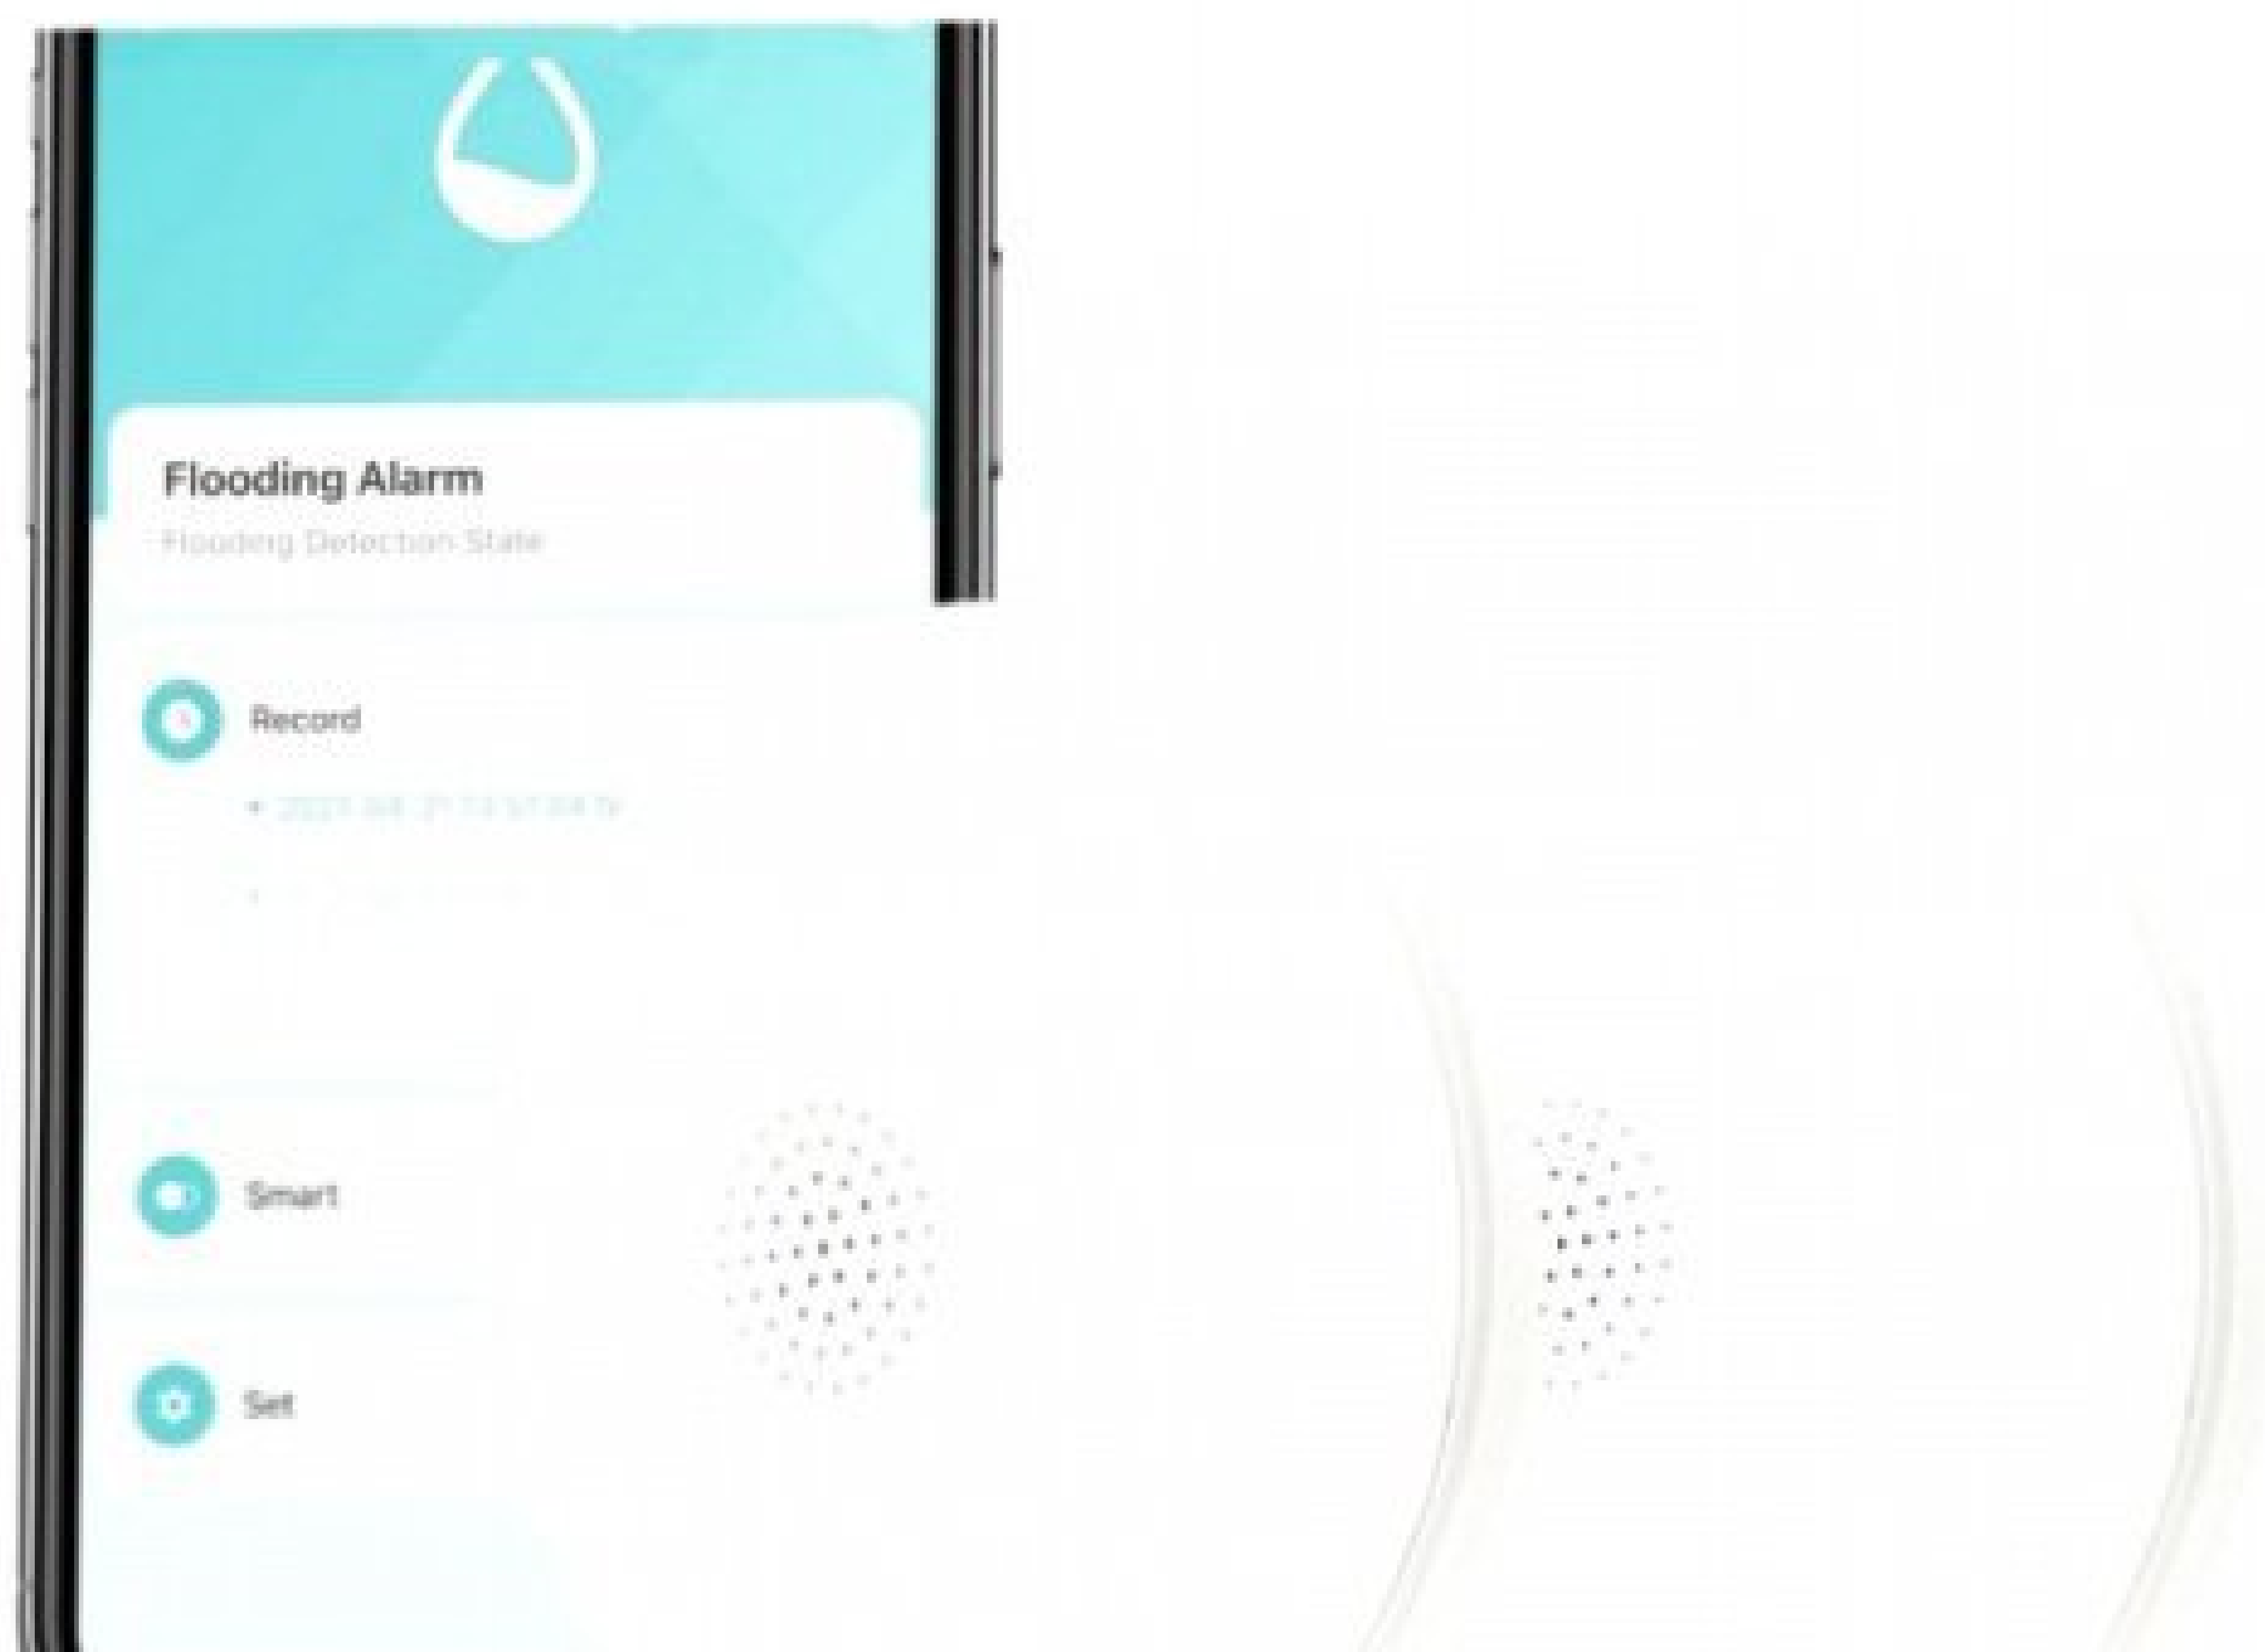 Flooding Alarm
Flooding Detection State
Record
Smart
Set